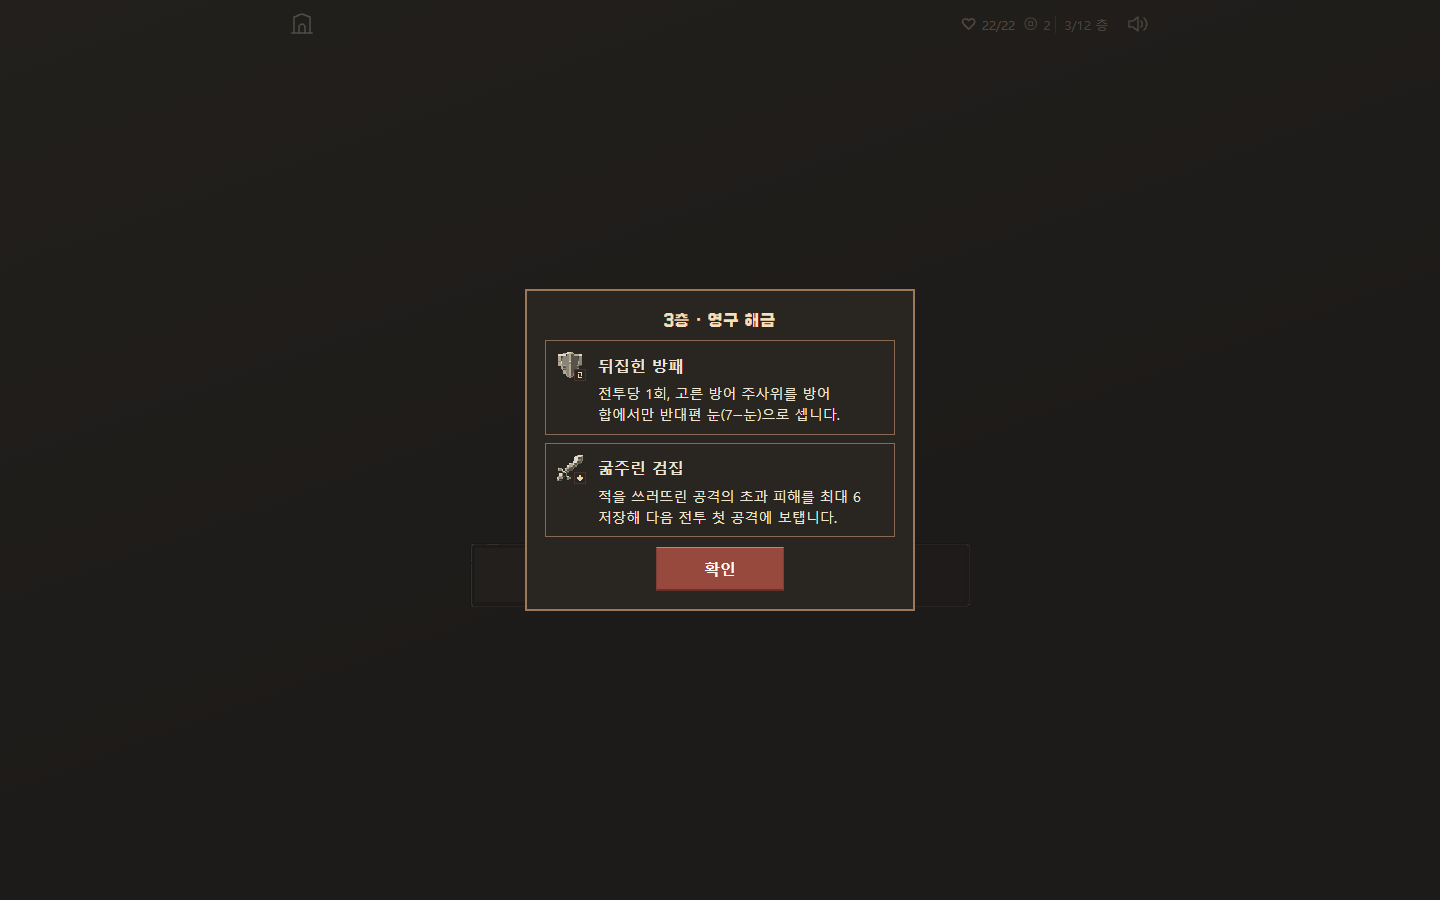 22/22 2 3/12 층
3층 · 영구 해금
뒤집힌 방패
전투당 1회, 고른 방어 주사위를 방어
합에서만 반대편 눈(7−눈)으로 셉니다.
굶주린 검집
적을 쓰러뜨린 공격의 초과 피해를 최대 6
저장해 다음 전투 첫 공격에 보탭니다.
확인